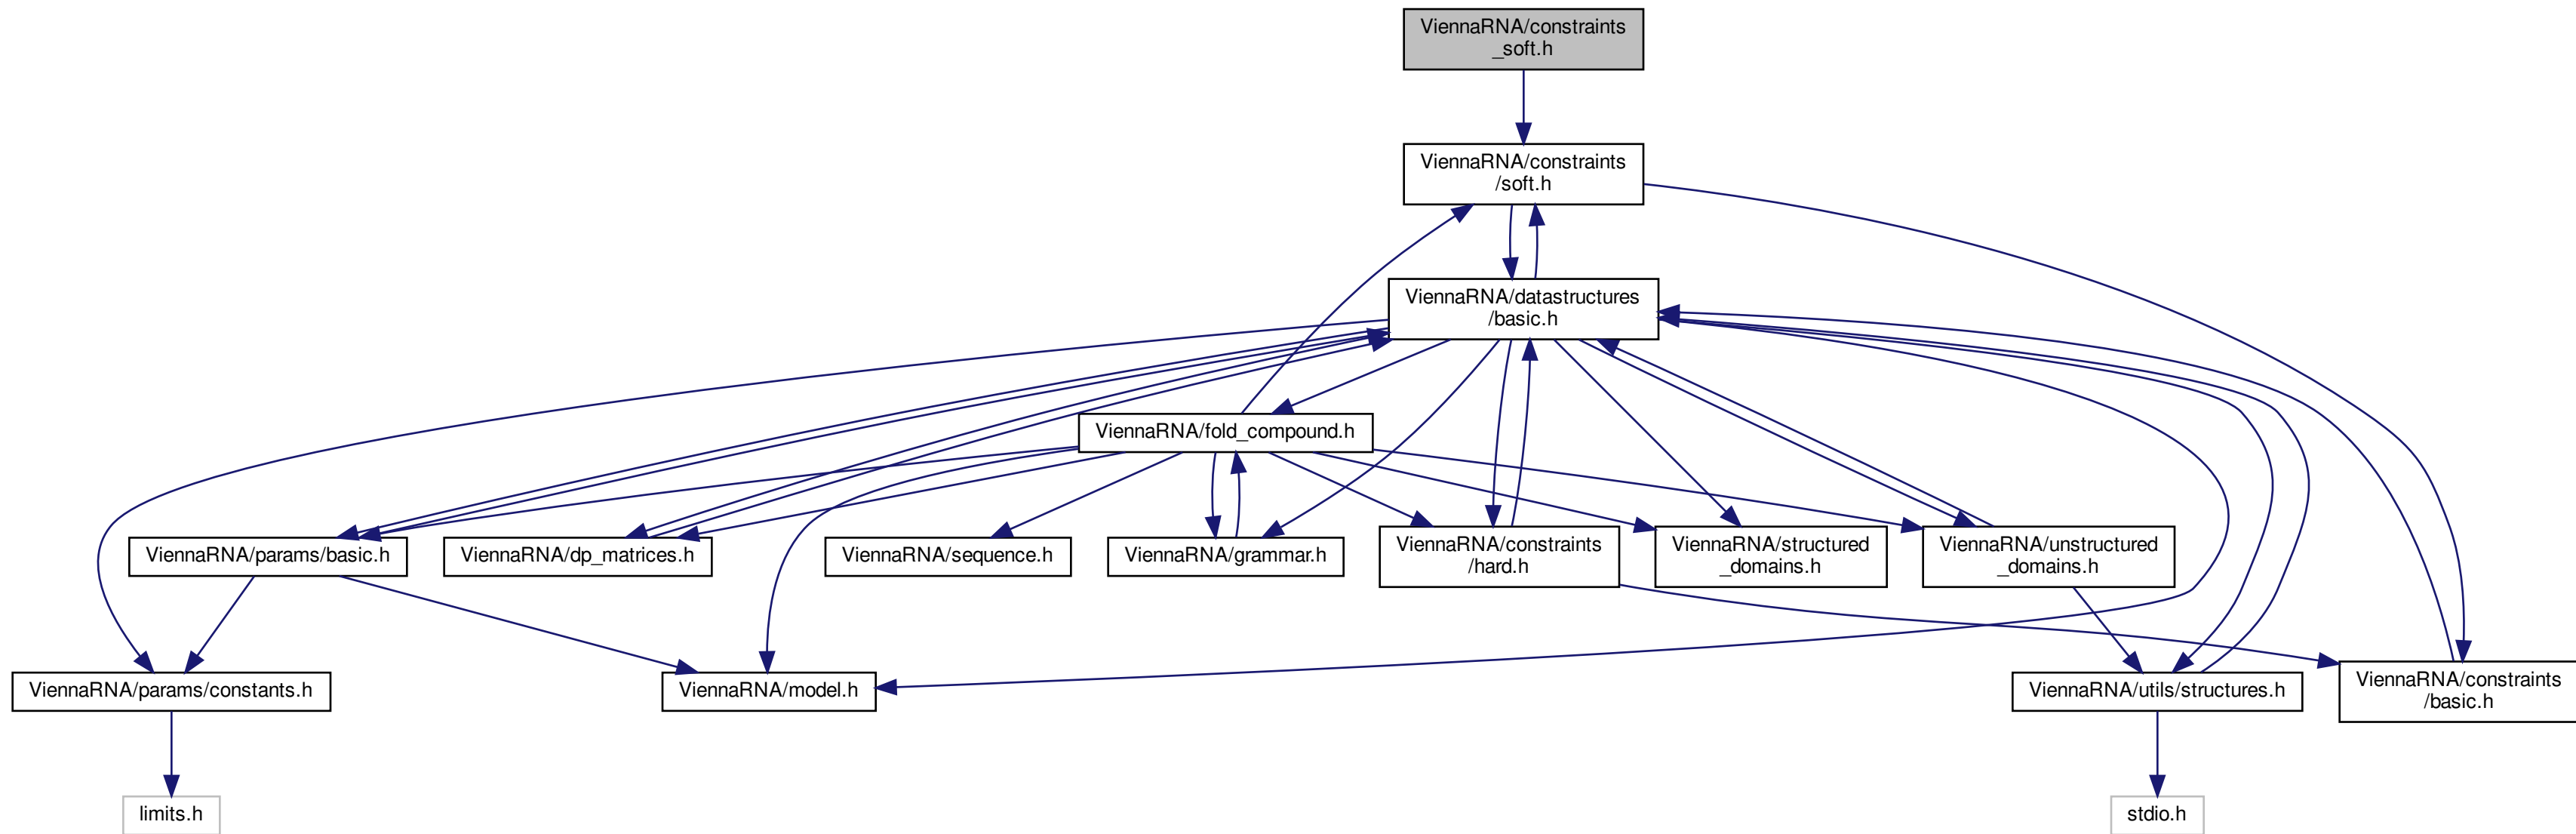 ViennaRNA/constraints
_soft.h
ViennaRNA/constraints
/soft.h
ViennaRNA/datastructures
/basic.h
ViennaRNA/fold_compound.h
ViennaRNA/params/basic.h
ViennaRNA/dp_matrices.h
ViennaRNA/sequence.h
ViennaRNA/grammar.h
ViennaRNA/constraints
/hard.h
ViennaRNA/structured
_domains.h
ViennaRNA/unstructured
_domains.h
ViennaRNA/params/constants.h
ViennaRNA/model.h
ViennaRNA/utils/structures.h
ViennaRNA/constraints
/basic.h
limits.h
stdio.h